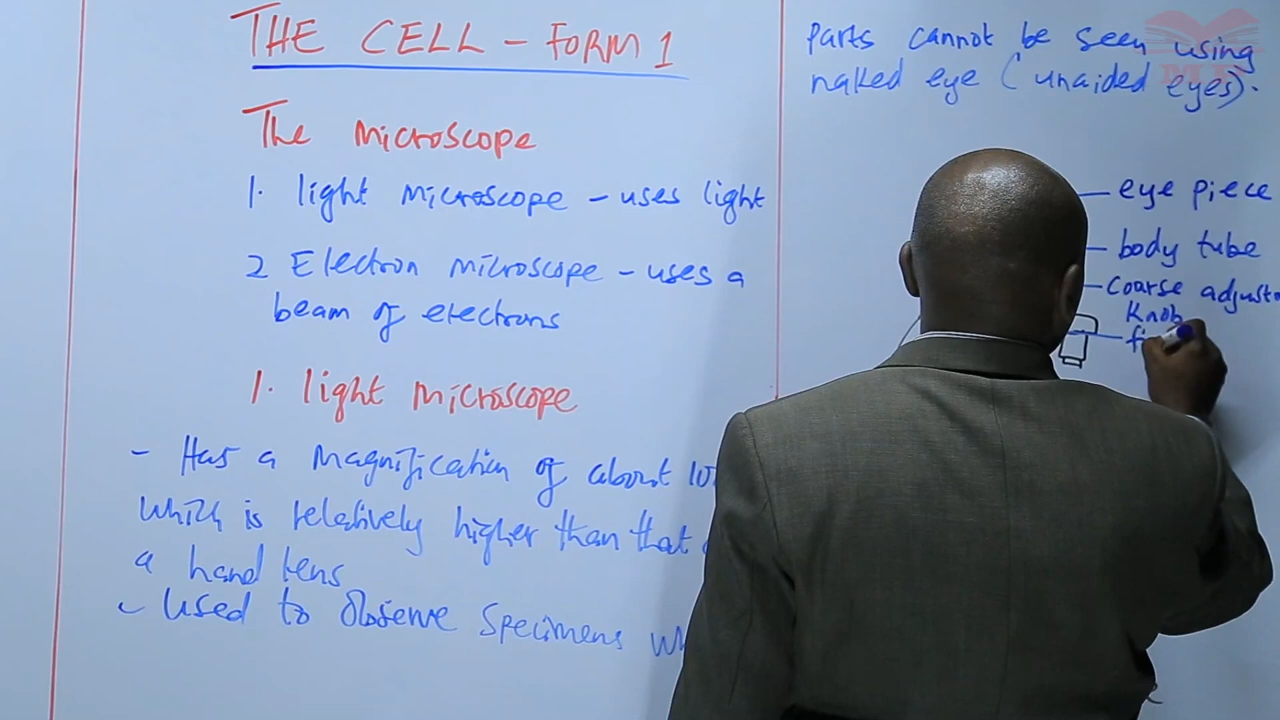 THE CELL - FORM 1
The Microscope
1. light microscope - uses light
2 Electron microscope - uses a
beam of electrons
1. light microscope
- Has a magnification of about
which is relatively higher than that
a hand lens
- Used to observe specimens
parts cannot be seen using
naked eye (unaided eyes).
eye piece
body tube
coarse
knob